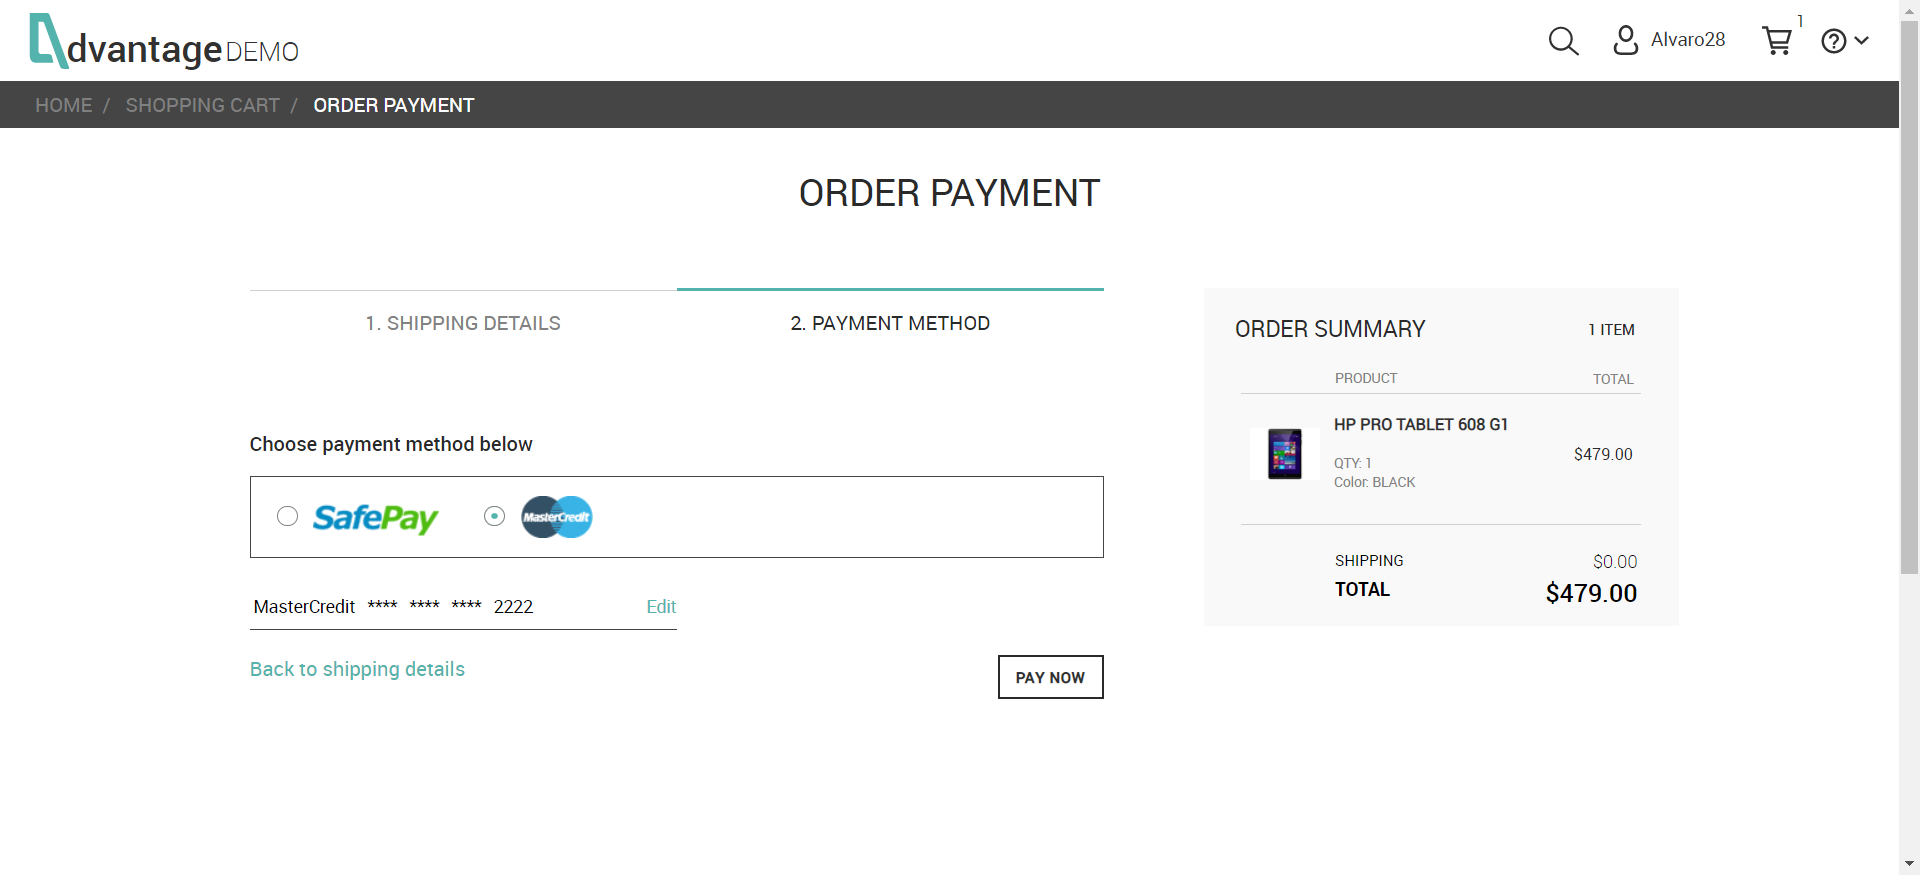 dvantage DEMO
Alvaro28
1
HOME / SHOPPING CART / ORDER PAYMENT
ORDER PAYMENT
1. SHIPPING DETAILS
2. PAYMENT METHOD
Choose payment method below
SafePay
MasterCredit
MasterCredit **** **** **** 2222
Edit
Back to shipping details
PAY NOW
ORDER SUMMARY
1 ITEM
PRODUCT
TOTAL
HP PRO TABLET 608 G1
QTY: 1
Color: BLACK
$479.00
SHIPPING
$0.00
TOTAL
$479.00